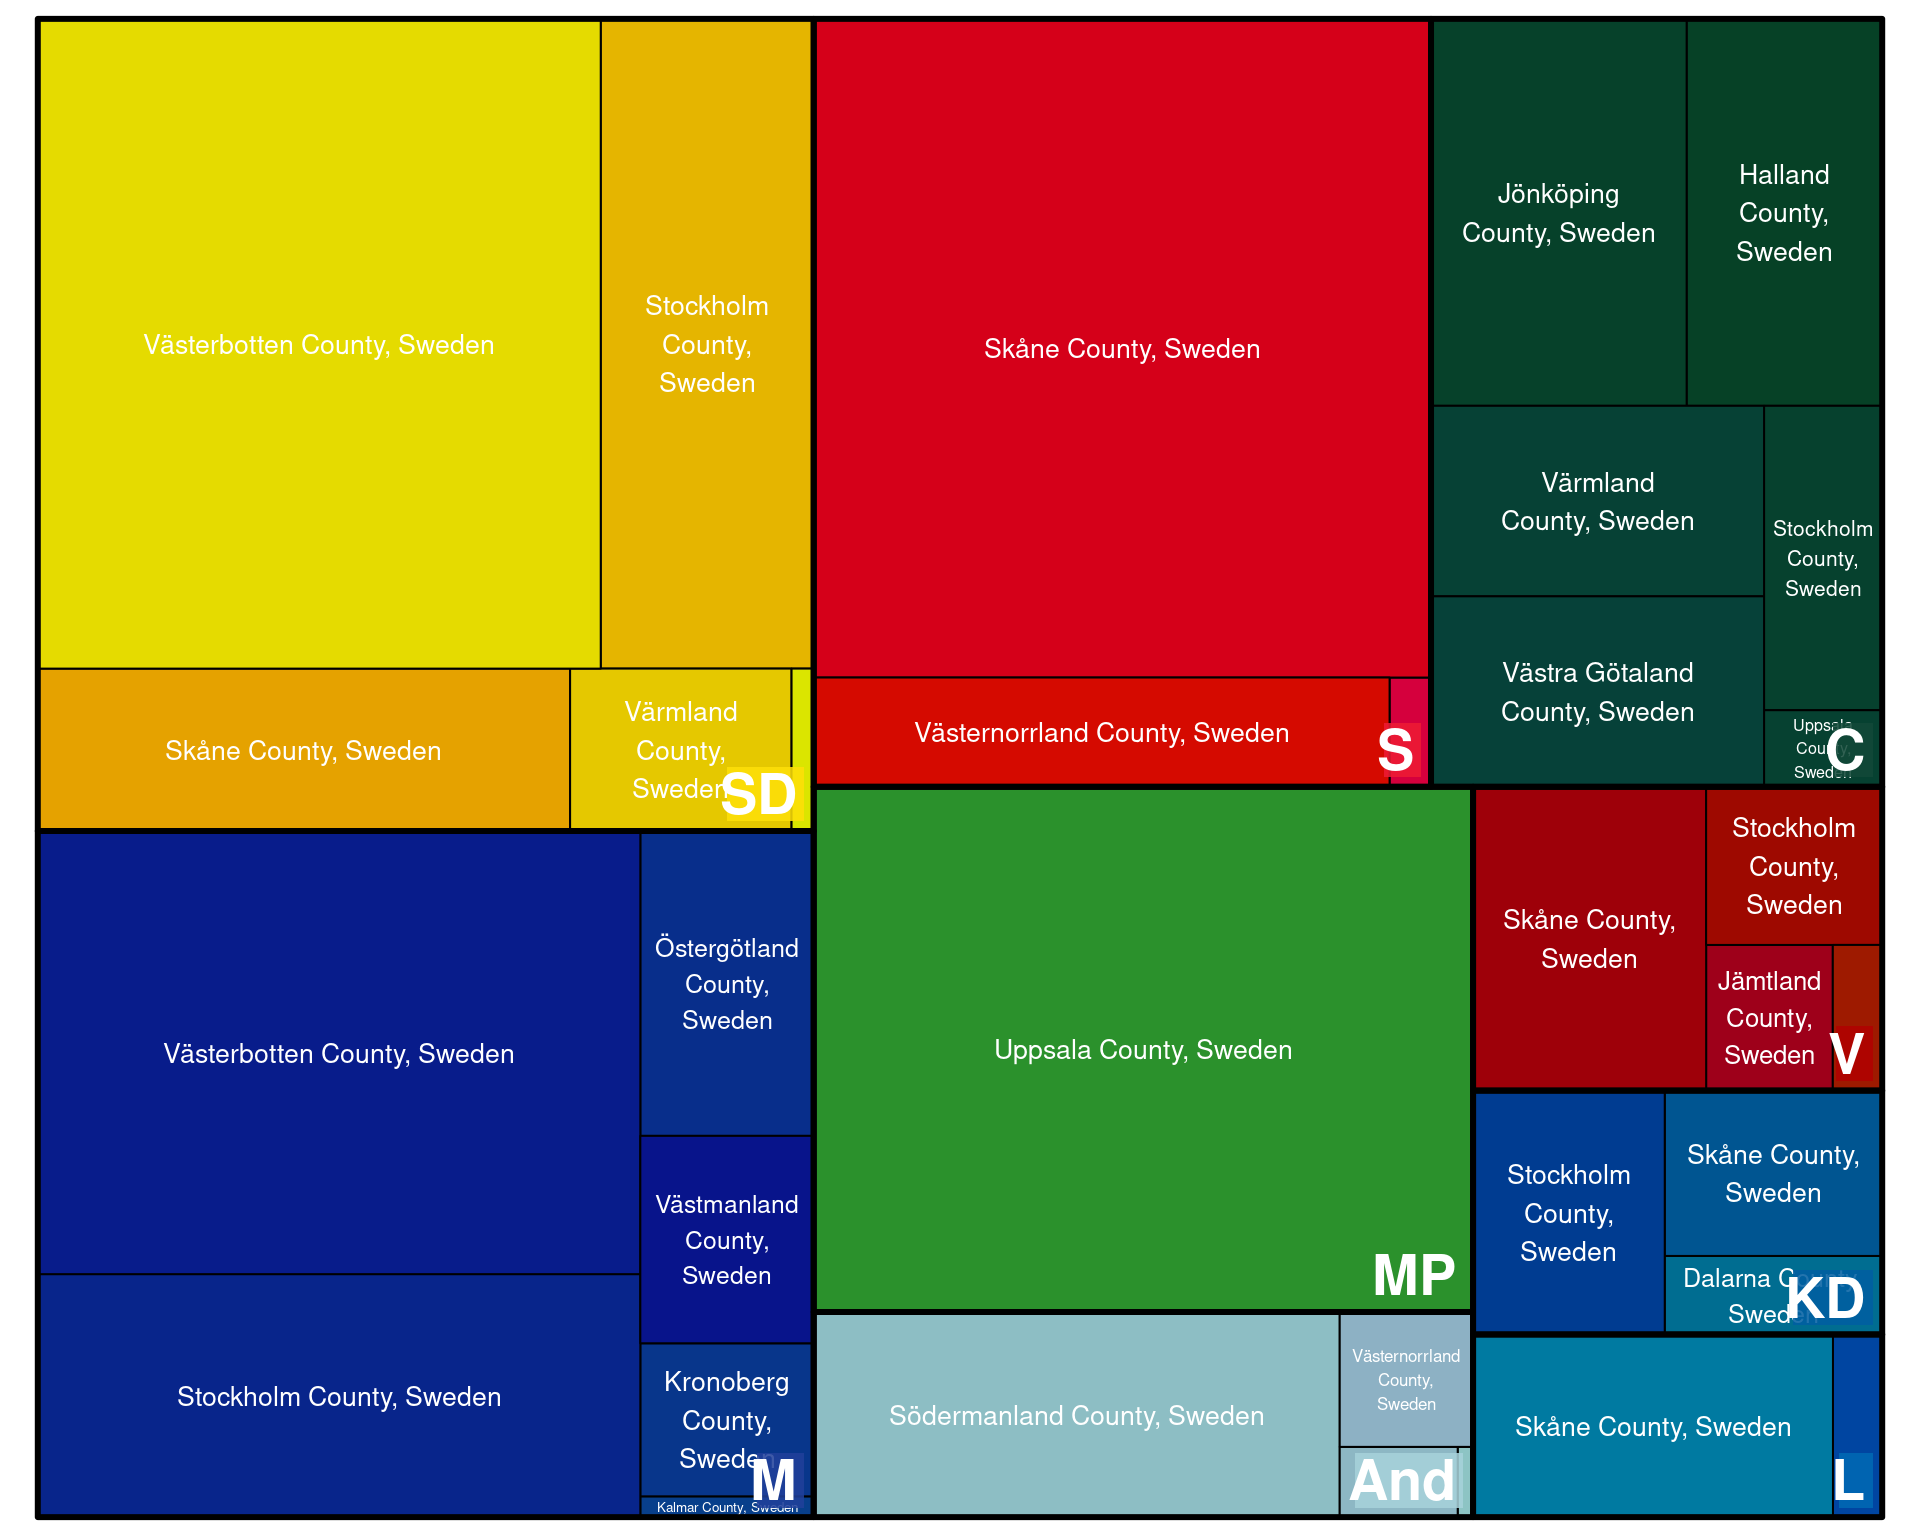 Västerbotten County, Sweden
Stockholm
County,
Sweden
Skåne County, Sweden
Värmland
County,
Sweden
SD
Skåne County, Sweden
Västernorrland County, Sweden
S
Jönköping
County, Sweden
Halland
County,
Sweden
Värmland
County, Sweden
Stockholm
County,
Sweden
Västra Götaland
County, Sweden
Uppsala
County,
Sweden
C
Västerbotten County, Sweden
Östergötland
County,
Sweden
Västmanland
County,
Sweden
Stockholm County, Sweden
Kronoberg
County,
Sweden
Kalmar County, Sweden
M
Uppsala County, Sweden
MP
Skåne County,
Sweden
Stockholm
County,
Sweden
Jämtland
County,
Sweden
V
Stockholm
County,
Sweden
Skåne County,
Sweden
Dalarna County,
Sweden
KD
Södermanland County, Sweden
Västernorrland
County,
Sweden
And
Skåne County, Sweden
L